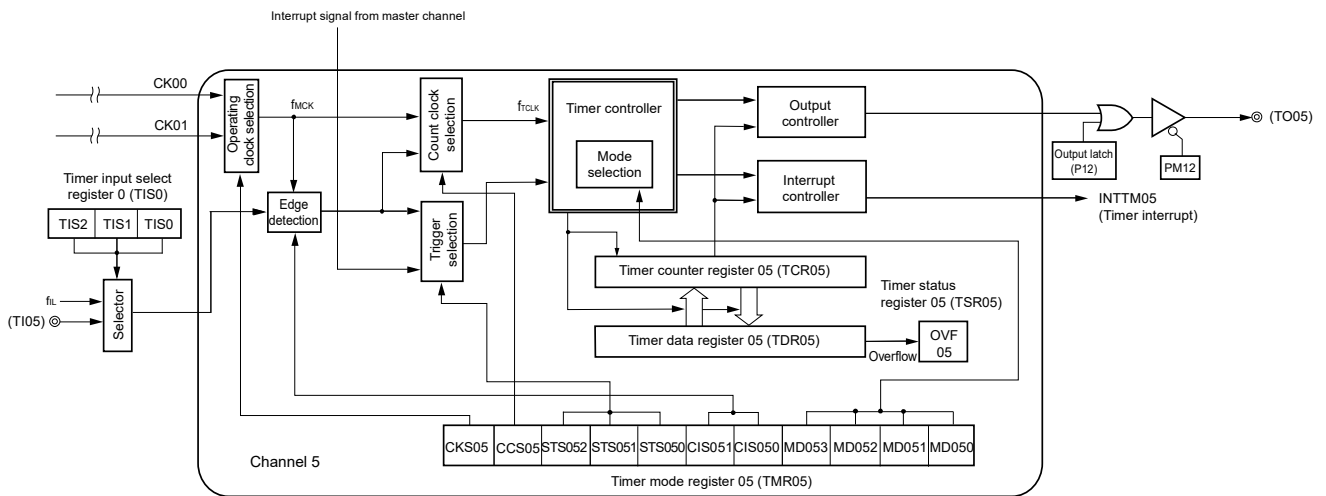 Interrupt signal from master channel
CK00
CK01
Operating
clock selection
fMCK
Count clock
selection
fTCLK
Timer controller
Mode
selection
Output
controller
Interrupt
controller
(TO05)
Output latch
(P12)
PM12
INTTM05
(Timer interrupt)
Timer input select
register 0 (TIS0)
TIS2 TIS1 TIS0
Edge
detection
Trigger
selection
fIL
(TI05)
Selector
Timer counter register 05 (TCR05)
Timer status
register 05 (TSR05)
Timer data register 05 (TDR05)
Overflow
OVF
05
CKS05 CCS05 STS052 STS051 STS050 CIS051 CIS050 MD053 MD052 MD051 MD050
Channel 5
Timer mode register 05 (TMR05)